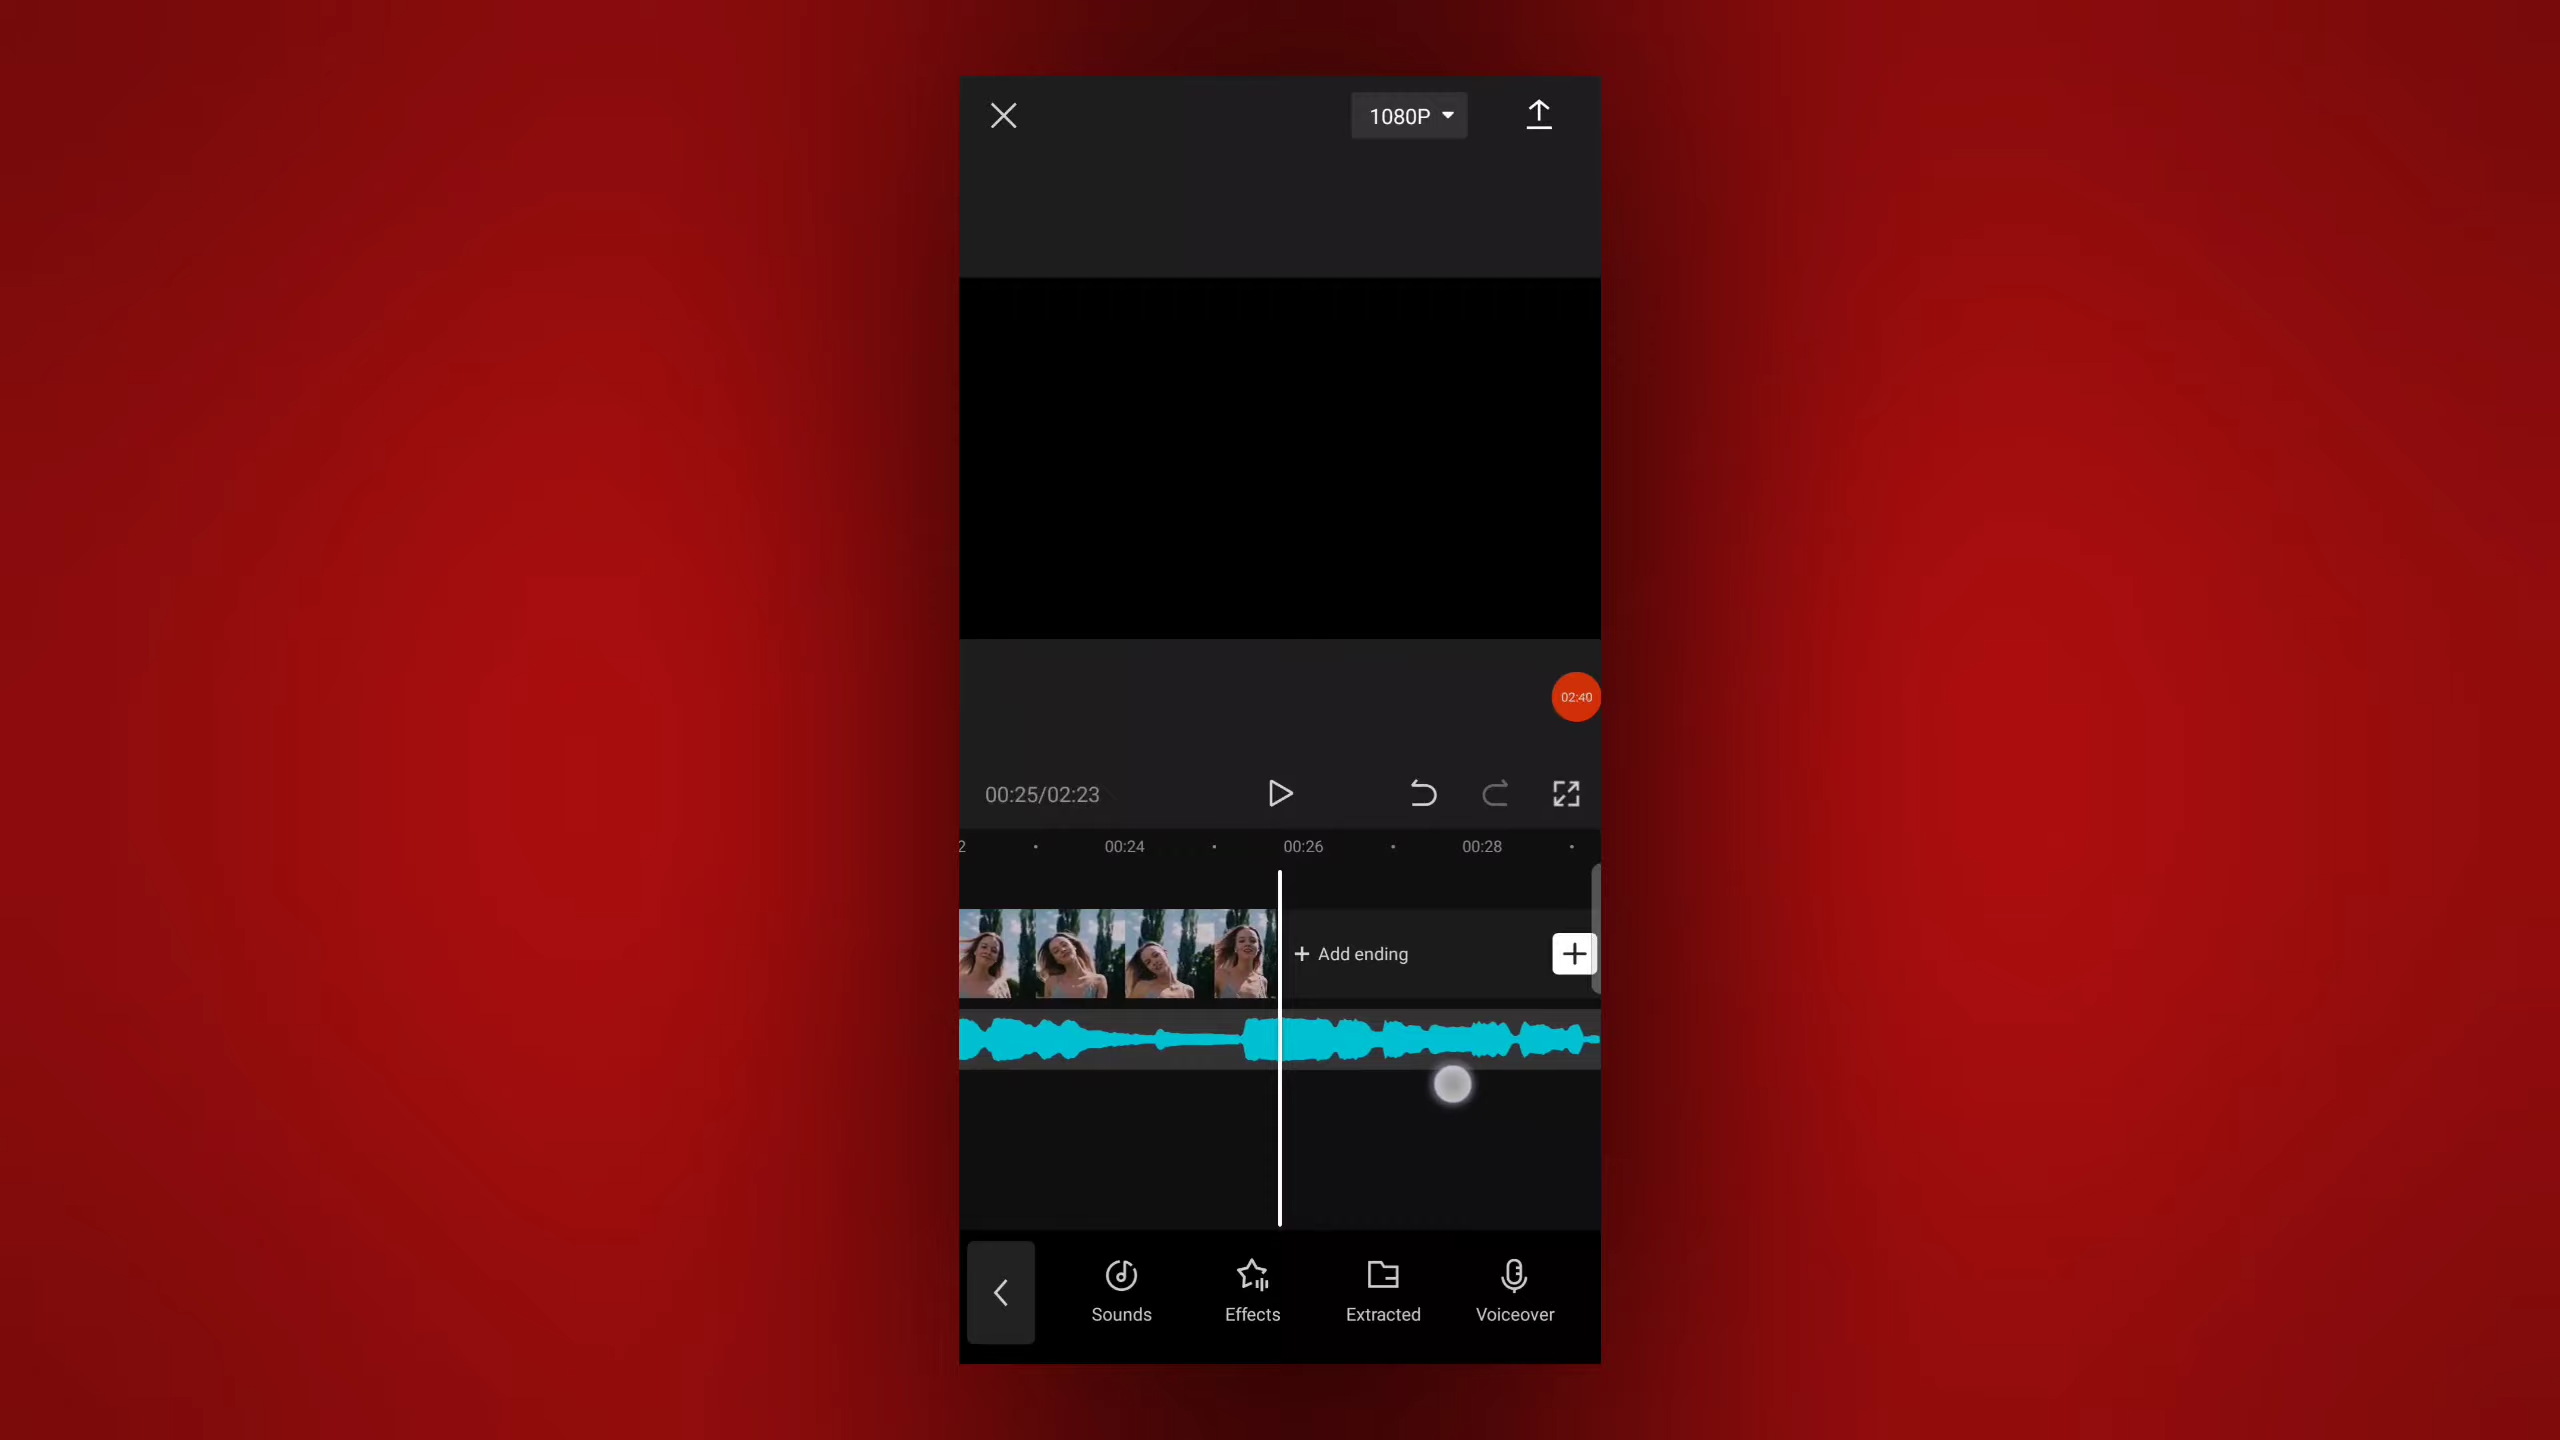 1080P
02:40
00:25/02:23
2 00:24 00:26 00:28
+ Add ending
Sounds Effects Extracted Voiceover